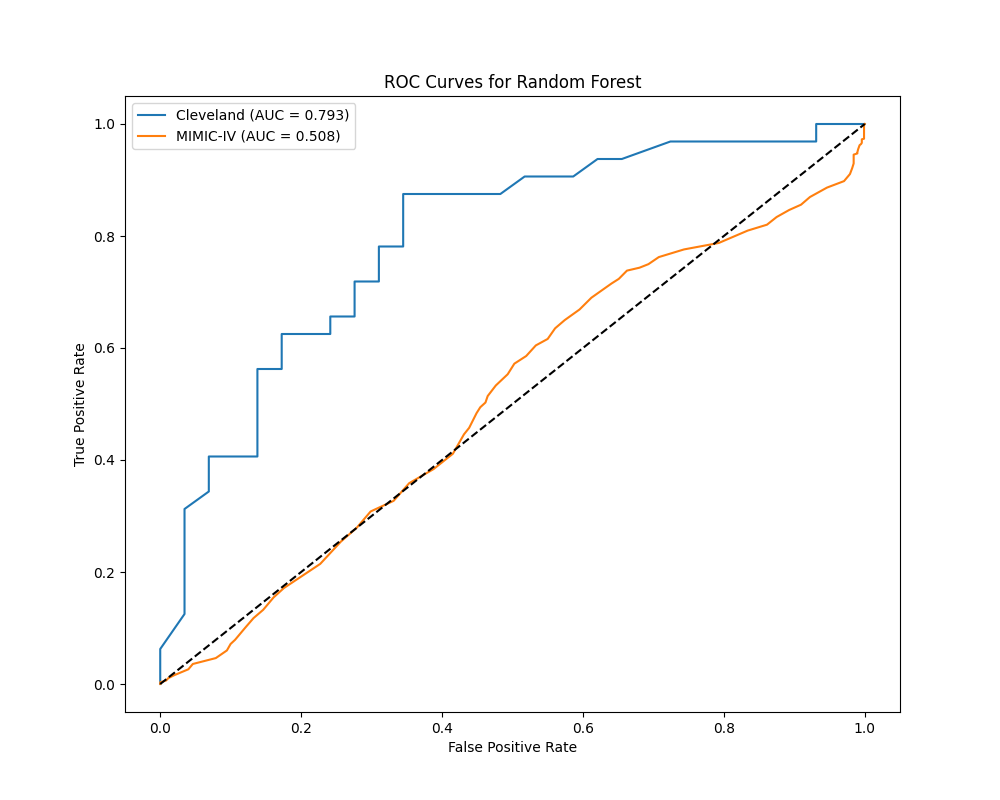 ROC Curves for Random Forest
Cleveland (AUC = 0.793)
MIMIC-IV (AUC = 0.508)
1.0
0.8
0.6
0.4
0.2
0.0
True Positive Rate
0.0 0.2 0.4 0.6 0.8 1.0
False Positive Rate